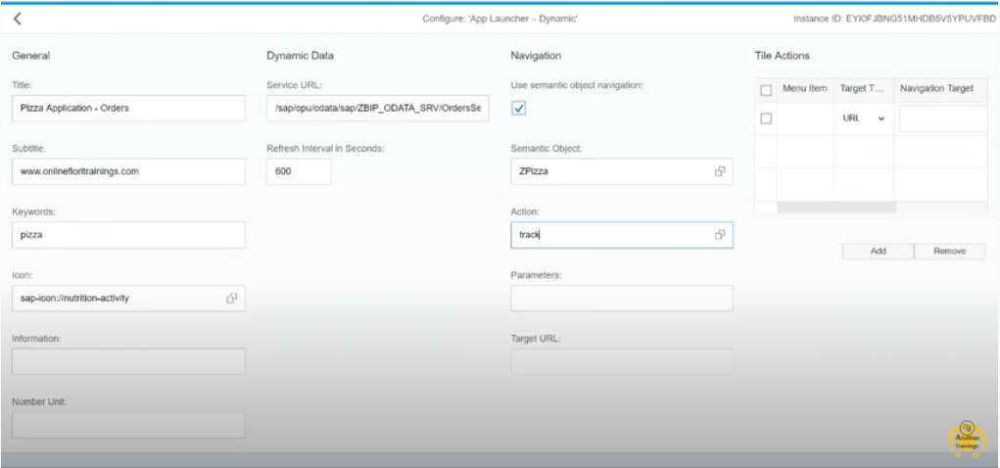 Configure: 'App Launcher – Dynamic'
Instance ID: EYI0FJBNG51MHDB5V5YPUVFBD
General
Title:
Pizza Application - Orders
Subtitle:
www.onlinefioritrainings.com
Keywords:
pizza
Icon:
sap-icon://nutrition-activity
Information:
Number Unit:
Dynamic Data
Service URL:
/sap/opu/odata/sap/ZBIP_ODATA_SRV/OrdersSe
Refresh Interval in Seconds:
600
Navigation
Use semantic object navigation:
Semantic Object:
ZPizza
Action:
track
Parameters:
Target URL:
Tile Actions
Menu Item Target T... Navigation Target
URL
Add Remove
Anubhav
Trainings